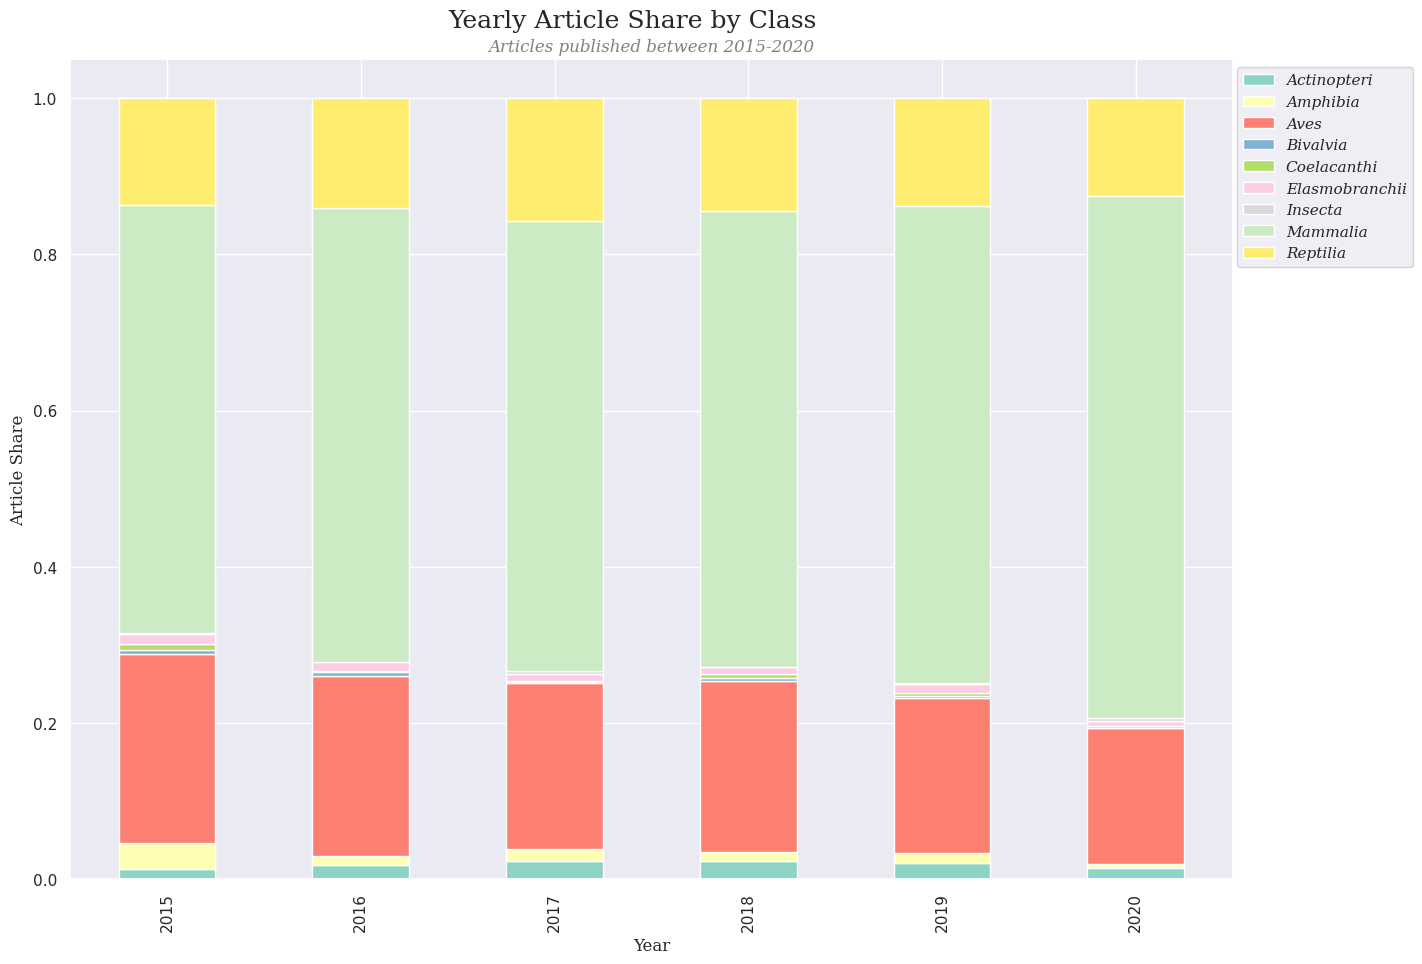 Yearly Article Share by Class
Articles published between 2015-2020
Actinopteri
Amphibia
Aves
Bivalvia
Coelacanthi
Elasmobranchii
Insecta
Mammalia
Reptilia
Article Share
1.0
0.8
0.6
0.4
0.2
0.0
2015
2016
2017
2018
2019
2020
Year